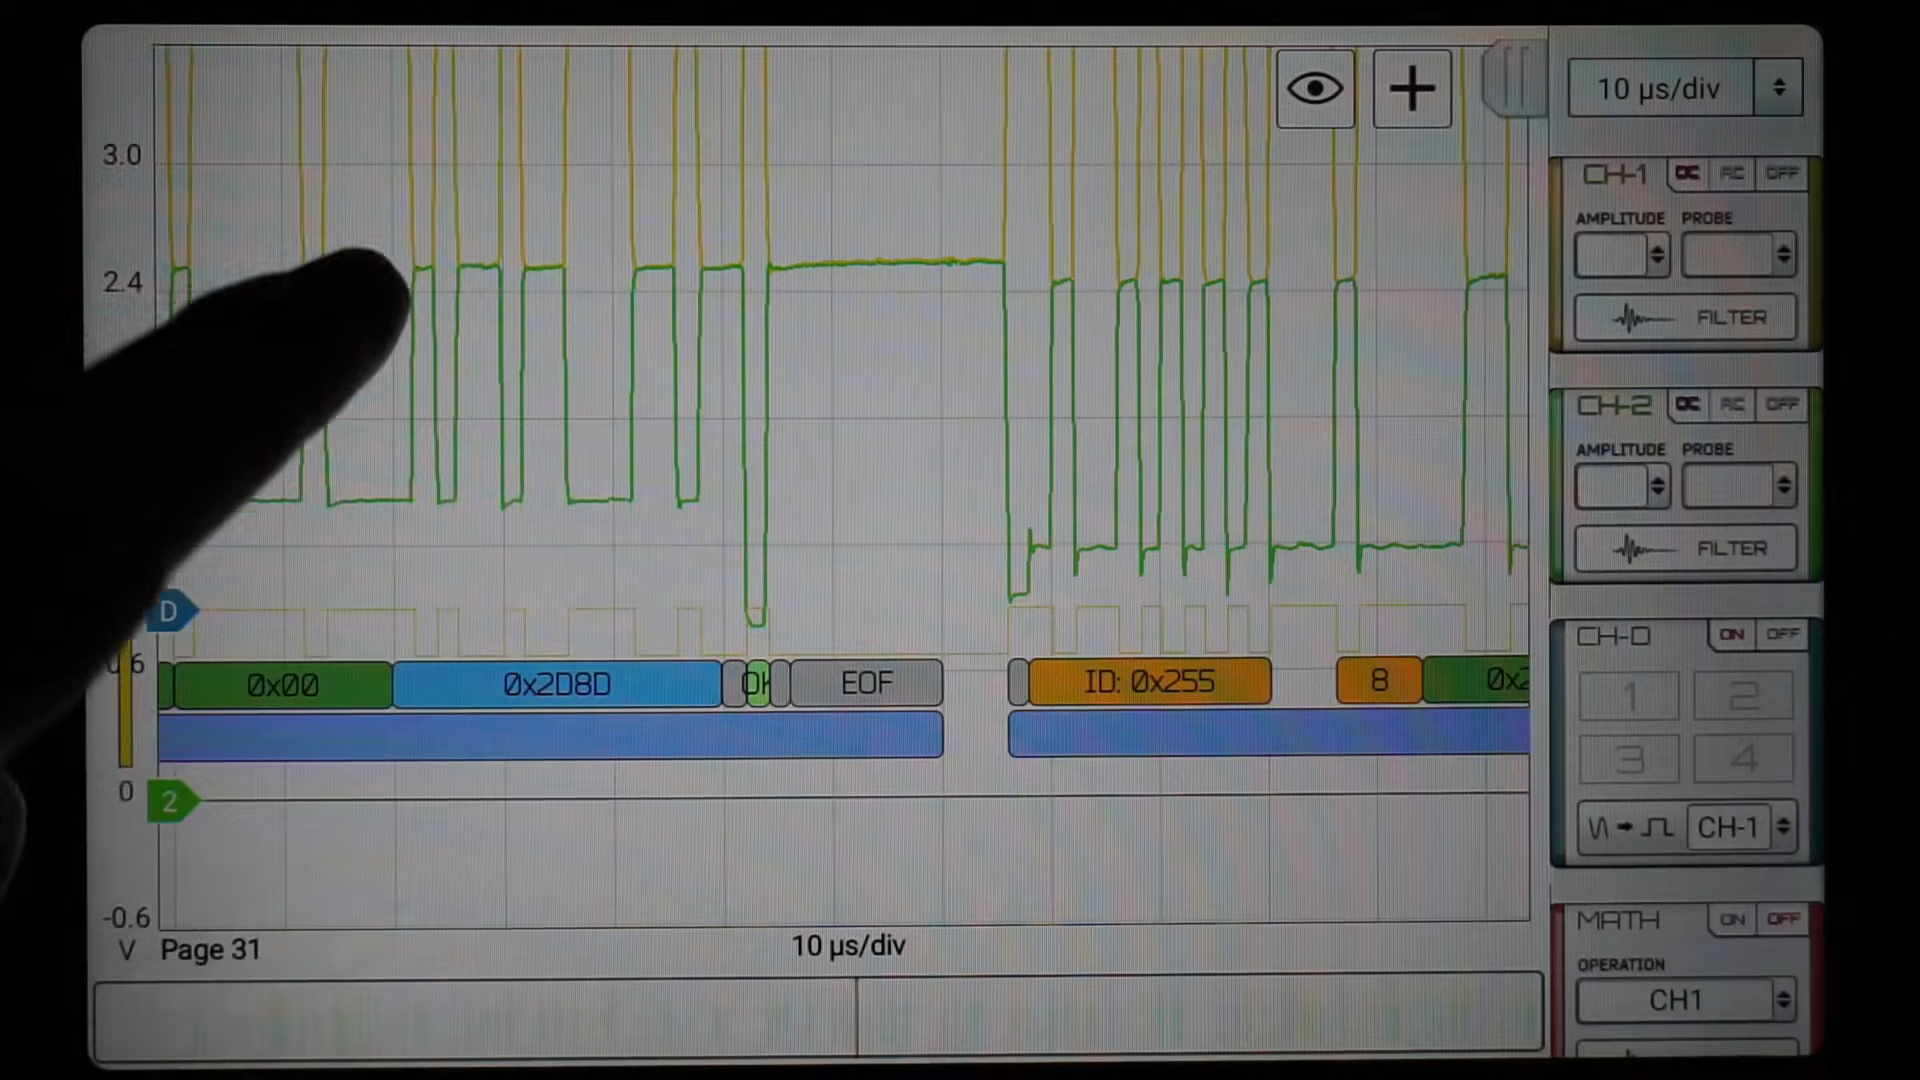 10 µs/div
3.0
CH-1 DC AC OFF
AMPLITUDE PROBE
2.4
FILTER
CH-2 DC AC OFF
AMPLITUDE PROBE
FILTER
D
CH-D ON OFF
0x00 0x2D8D EOF ID: 0x255 8
1 2
3 4
0
2
CH-1
-0.6
MATH ON OFF
V Page 31 10 µs/div
OPERATION
CH1